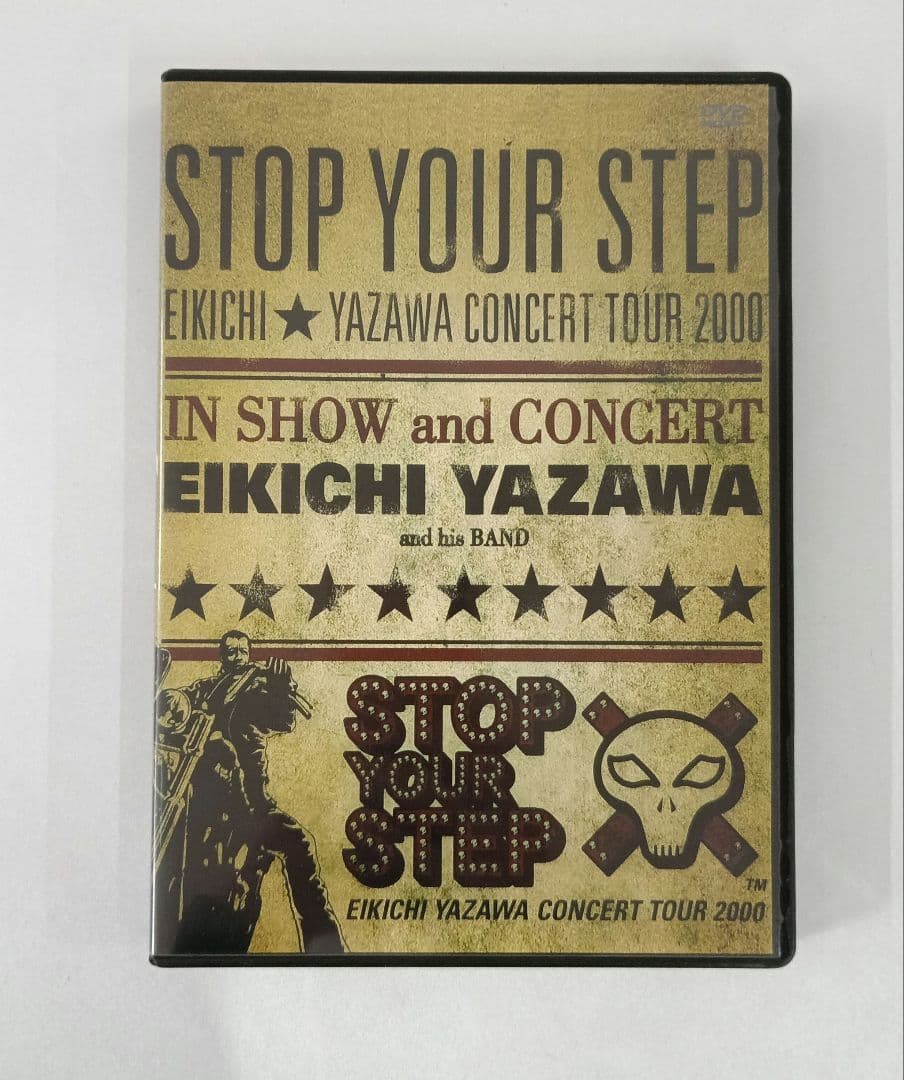 DVD
STOP YOUR STEP
EIKICHI★YAZAWA CONCERT TOUR 2000
IN SHOW and CONCERT
EIKICHI YAZAWA
and his BAND
★★★★★★★★★
STOP
YOUR
STEP
TM
EIKICHI YAZAWA CONCERT TOUR 2000